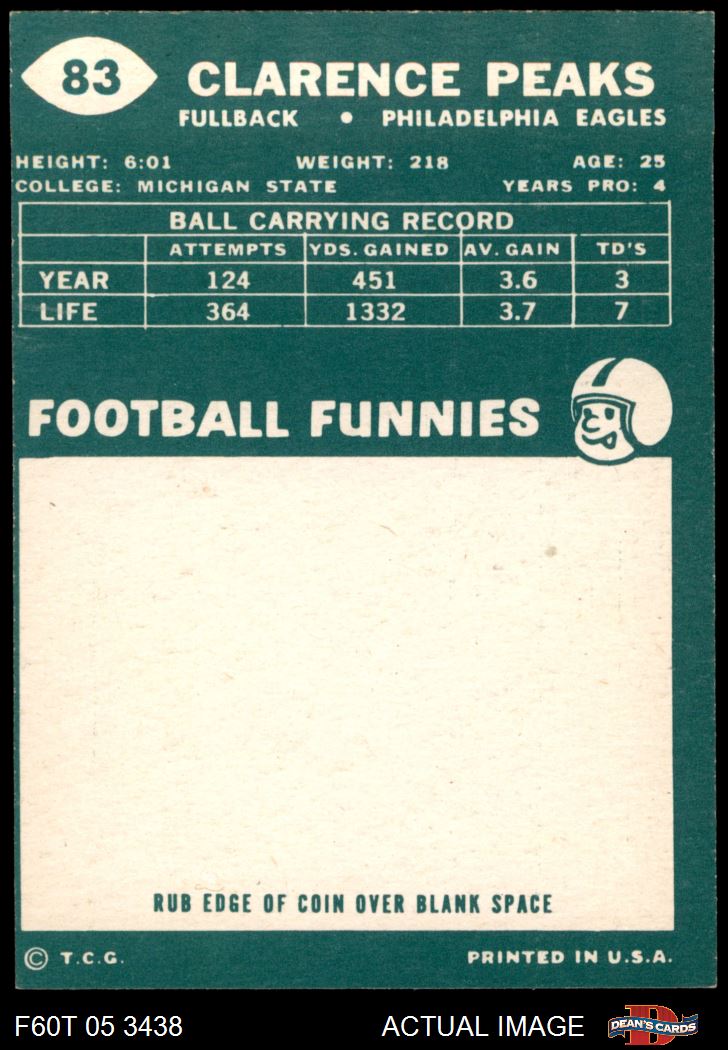 83 CLARENCE PEAKS
FULLBACK • PHILADELPHIA EAGLES
HEIGHT: 6:01 WEIGHT: 218 AGE: 25
COLLEGE: MICHIGAN STATE YEARS PRO: 4
BALL CARRYING RECORD
ATTEMPTS YDS. GAINED AV. GAIN TD'S
YEAR 124 451 3.6 3
LIFE 364 1332 3.7 7
FOOTBALL FUNNIES
RUB EDGE OF COIN OVER BLANK SPACE
© T.C.G. PRINTED IN U.S.A.
F60T 05 3438 ACTUAL IMAGE D DEAN'S CARDS